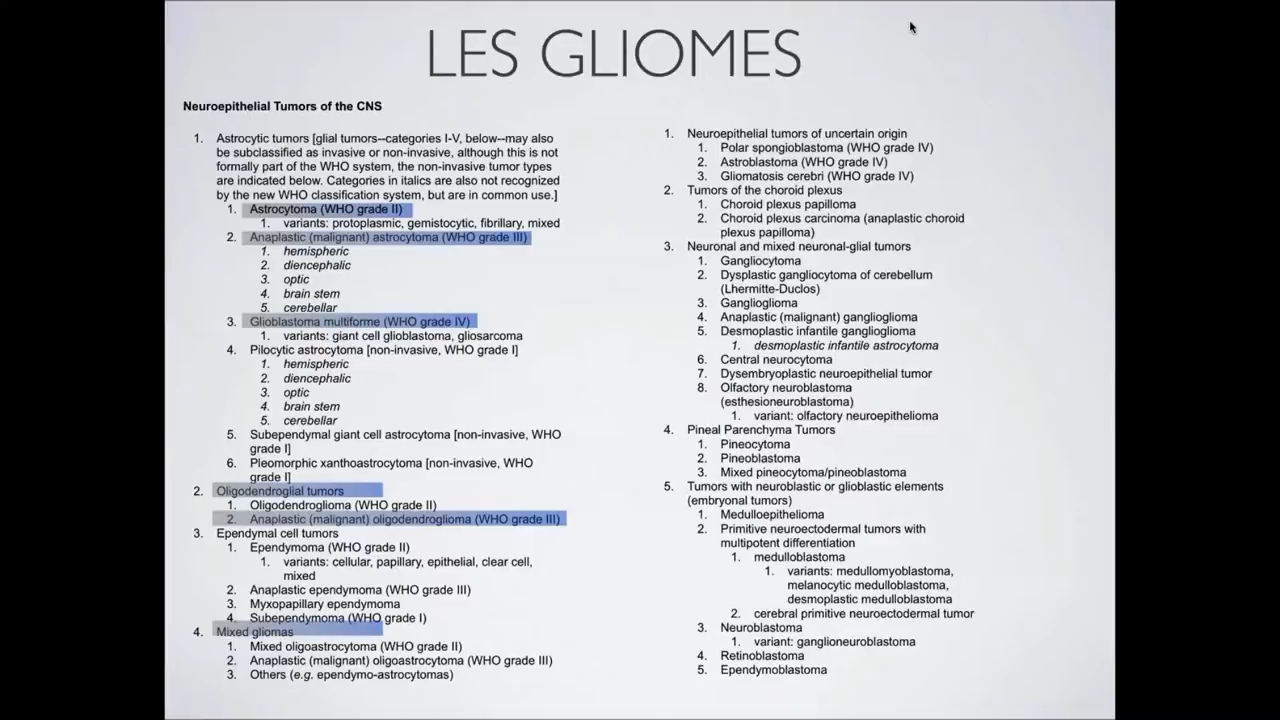 LES GLIOMES
Neuroepithelial Tumors of the CNS
1. Astrocytic tumors [glial tumors--categories I-V, below--may also
be subclassified as invasive or non-invasive, although this is not
formally part of the WHO system, the non-invasive tumor types
are indicated below. Categories in italics are also not recognized
by the new WHO classification system, but are in common use.]
1. Astrocytoma (WHO grade II)
1. variants: protoplasmic, gemistocytic, fibrillary, mixed
2. Anaplastic (malignant) astrocytoma (WHO grade III)
1. hemispheric
2. diencephalic
3. optic
4. brain stem
5. cerebellar
3. Glioblastoma multiforme (WHO grade IV)
1. variants: giant cell glioblastoma, gliosarcoma
4. Pilocytic astrocytoma [non-invasive, WHO grade I]
1. hemispheric
2. diencephalic
3. optic
4. brain stem
5. cerebellar
5. Subependymal giant cell astrocytoma [non-invasive, WHO
grade I]
6. Pleomorphic xanthoastrocytoma [non-invasive, WHO
grade I]
2. Oligodendroglial tumors
1. Oligodendroglioma (WHO grade II)
2. Anaplastic (malignant) oligodendroglioma (WHO grade III)
3. Ependymal cell tumors
1. Ependymoma (WHO grade II)
1. variants: cellular, papillary, epithelial, clear cell,
mixed
2. Anaplastic ependymoma (WHO grade III)
3. Myxopapillary ependymoma
4. Subependymoma (WHO grade I)
4. Mixed gliomas
1. Mixed oligoastrocytoma (WHO grade II)
2. Anaplastic (malignant) oligoastrocytoma (WHO grade III)
3. Others (e.g. ependymo-astrocytomas)
1. Neuroepithelial tumors of uncertain origin
1. Polar spongioblastoma (WHO grade IV)
2. Astroblastoma (WHO grade IV)
3. Gliomatosis cerebri (WHO grade IV)
2. Tumors of the choroid plexus
1. Choroid plexus papilloma
2. Choroid plexus carcinoma (anaplastic choroid
plexus papilloma)
3. Neuronal and mixed neuronal-glial tumors
1. Gangliocytoma
2. Dysplastic gangliocytoma of cerebellum
(Lhermitte-Duclos)
3. Ganglioglioma
4. Anaplastic (malignant) ganglioglioma
5. Desmoplastic infantile ganglioglioma
1. desmoplastic infantile astrocytoma
6. Central neurocytoma
7. Dysembryoplastic neuroepithelial tumor
8. Olfactory neuroblastoma
(esthesioneuroblastoma)
1. variant: olfactory neuroepithelioma
4. Pineal Parenchyma Tumors
1. Pineocytoma
2. Pineoblastoma
3. Mixed pineocytoma/pineoblastoma
5. Tumors with neuroblastic or glioblastic elements
(embryonal tumors)
1. Medulloepithelioma
2. Primitive neuroectodermal tumors with
multipotent differentiation
1. medulloblastoma
1. variants: medullomyoblastoma,
melanocytic medulloblastoma,
desmoplastic medulloblastoma
2. cerebral primitive neuroectodermal tumor
3. Neuroblastoma
1. variant: ganglioneuroblastoma
4. Retinoblastoma
5. Ependymoblastoma